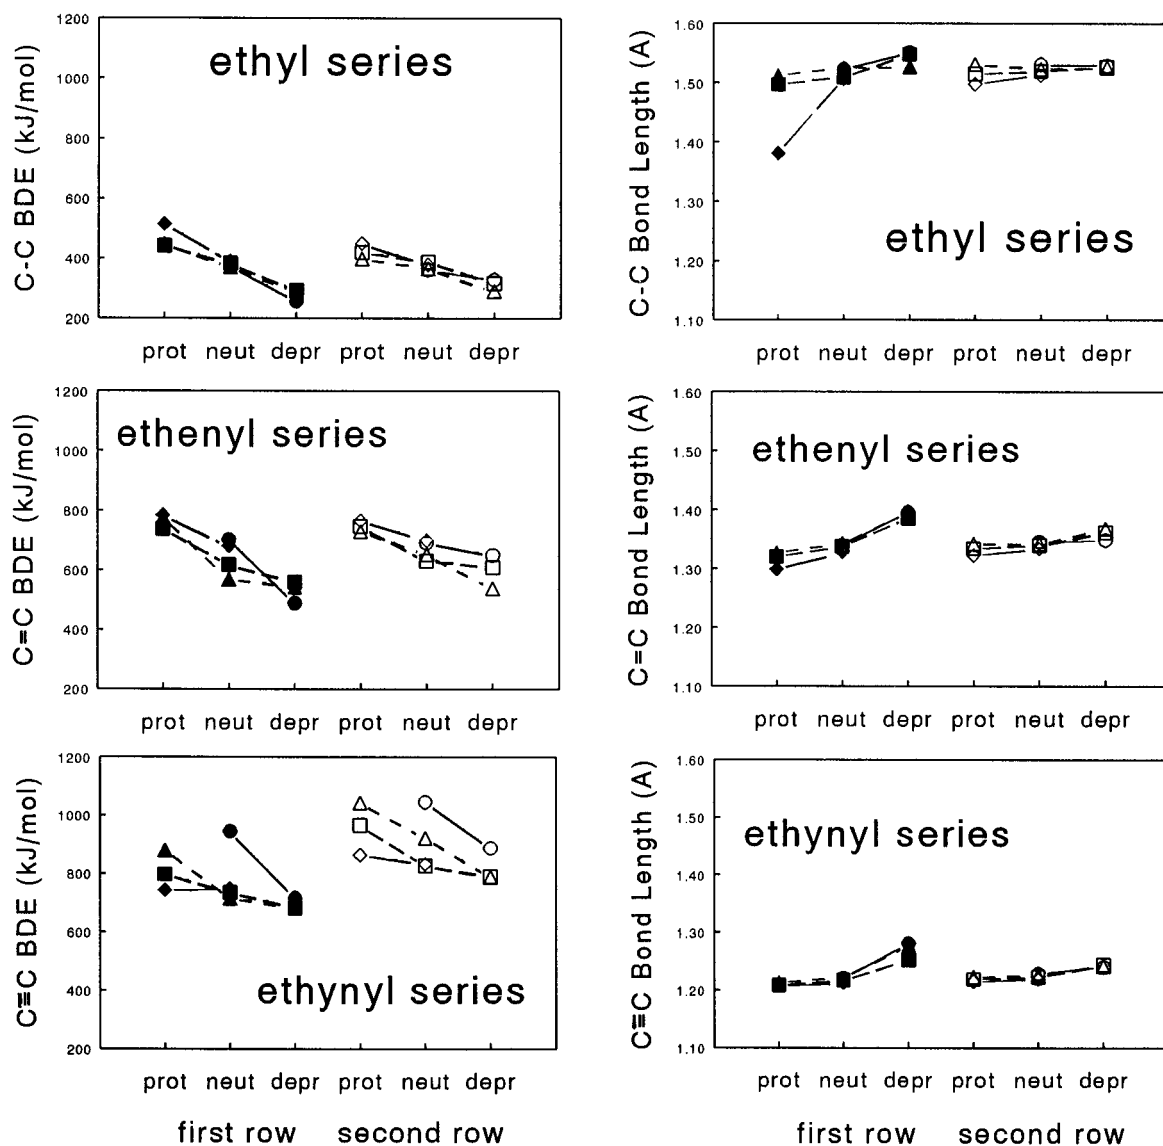 C-C BDE (kJ/mol)
1200
1000
800
600
400
200
ethyl series
prot neut depr prot neut depr
C-C Bond Length (A)
1.60
1.50
1.40
1.30
1.20
1.10
ethyl series
prot neut depr prot neut depr
C=C BDE (kJ/mol)
1200
1000
800
600
400
200
ethenyl series
prot neut depr prot neut depr
C=C Bond Length (A)
1.60
1.50
1.40
1.30
1.20
1.10
ethenyl series
prot neut depr prot neut depr
C≡C BDE (kJ/mol)
1200
1000
800
600
400
200
ethynyl series
prot neut depr prot neut depr
first row second row
C≡C Bond Length (A)
1.60
1.50
1.40
1.30
1.20
1.10
ethynyl series
prot neut depr prot neut depr
first row second row